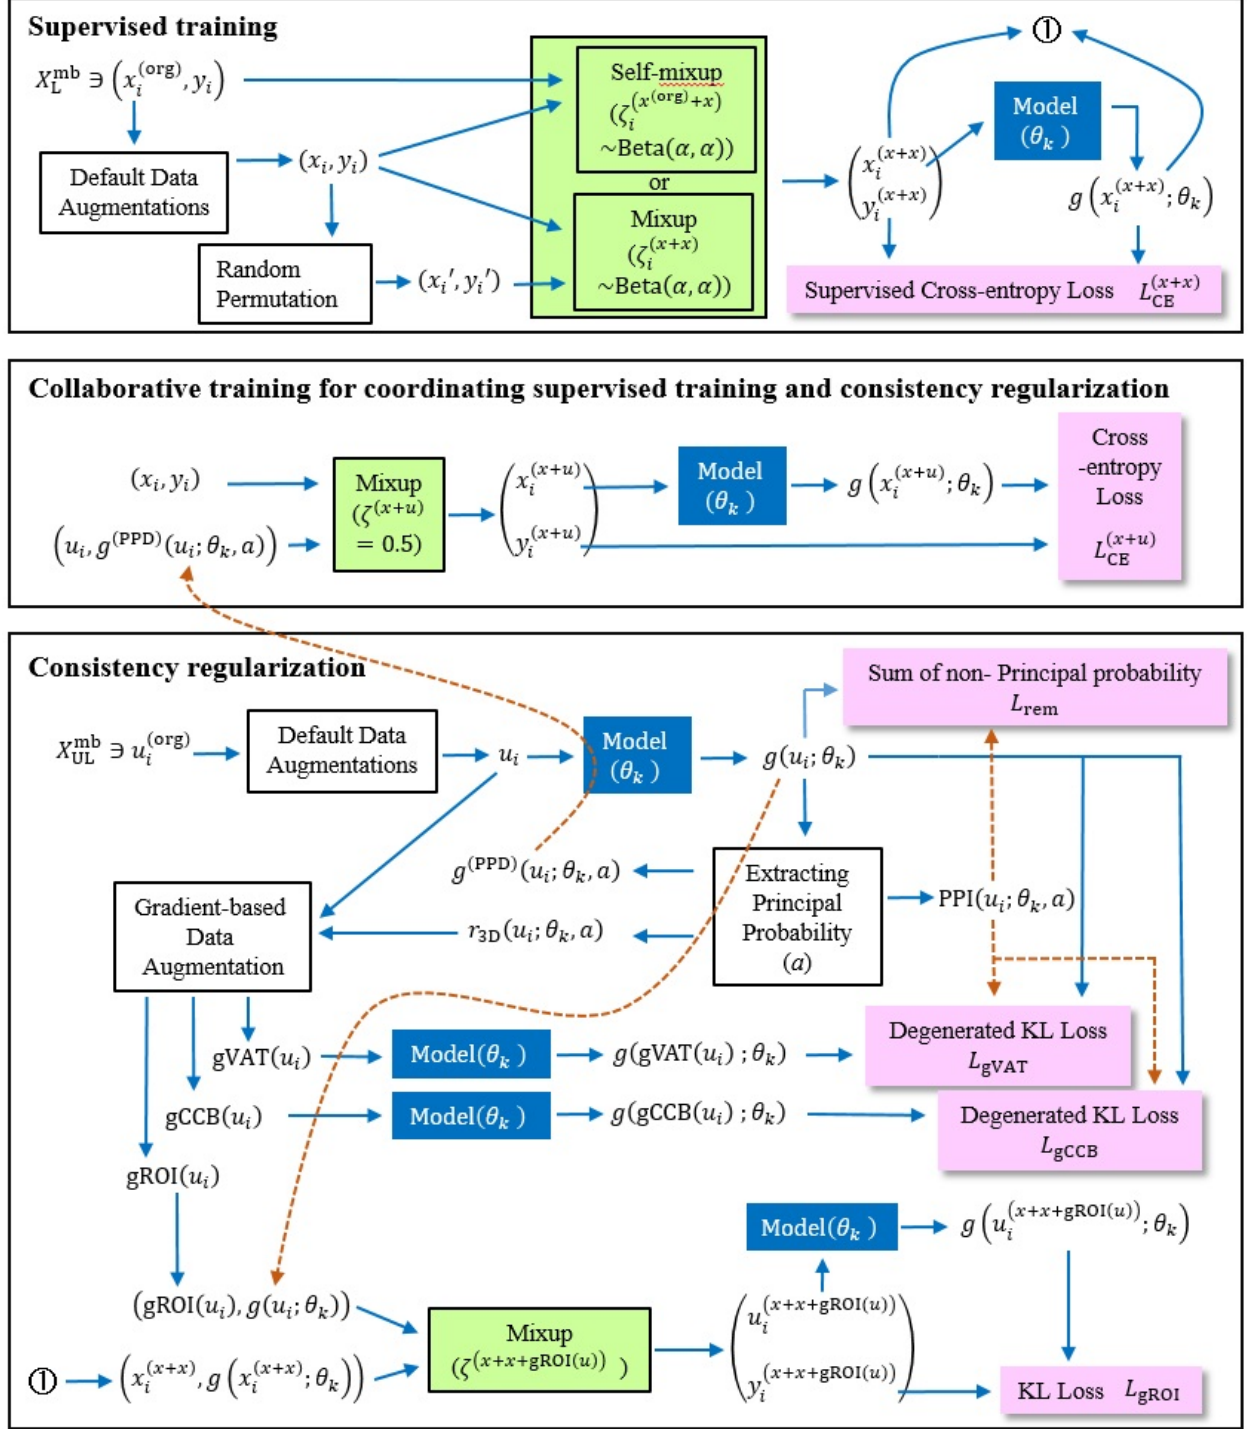 Supervised training
X_L^mb ∋ (x_i^(org), y_i)
Default Data
Augmentations
(x_i, y_i)
Random
Permutation
(x_i′, y_i′)
Self-mixup
(ζ_i^(x^(org)+x)
~Beta(α, α))
or
Mixup
(ζ_i^(x+x)
~Beta(α, α))
(x_i^(x+x)
y_i^(x+x))
Model
(θ_k)
①
g(x_i^(x+x); θ_k)
Supervised Cross-entropy Loss L_CE^(x+x)
Collaborative training for coordinating supervised training and consistency regularization
(x_i, y_i)
(u_i, g^(PPD)(u_i; θ_k, a))
Mixup
(ζ^(x+u)
= 0.5)
(x_i^(x+u)
y_i^(x+u))
Model
(θ_k)
g(x_i^(x+u); θ_k)
Cross
-entropy
Loss
L_CE^(x+u)
Consistency regularization
Sum of non- Principal probability
L_rem
X_UL^mb ∋ u_i^(org)
Default Data
Augmentations
u_i
Model
(θ_k)
g(u_i; θ_k)
g^(PPD)(u_i; θ_k, a)
Extracting
Principal
Probability
(a)
PPI(u_i; θ_k, a)
r_3D(u_i; θ_k, a)
Gradient-based
Data
Augmentation
gVAT(u_i)
Model(θ_k)
g(gVAT(u_i); θ_k)
Degenerated KL Loss
L_gVAT
gCCB(u_i)
Model(θ_k)
g(gCCB(u_i); θ_k)
Degenerated KL Loss
L_gCCB
gROI(u_i)
Model(θ_k)
g(u_i^(x+x+gROI(u)); θ_k)
(gROI(u_i), g(u_i; θ_k))
① (x_i^(x+x), g(x_i^(x+x); θ_k))
Mixup
(ζ^(x+x+gROI(u)))
(u_i^(x+x+gROI(u))
y_i^(x+x+gROI(u)))
KL Loss L_gROI